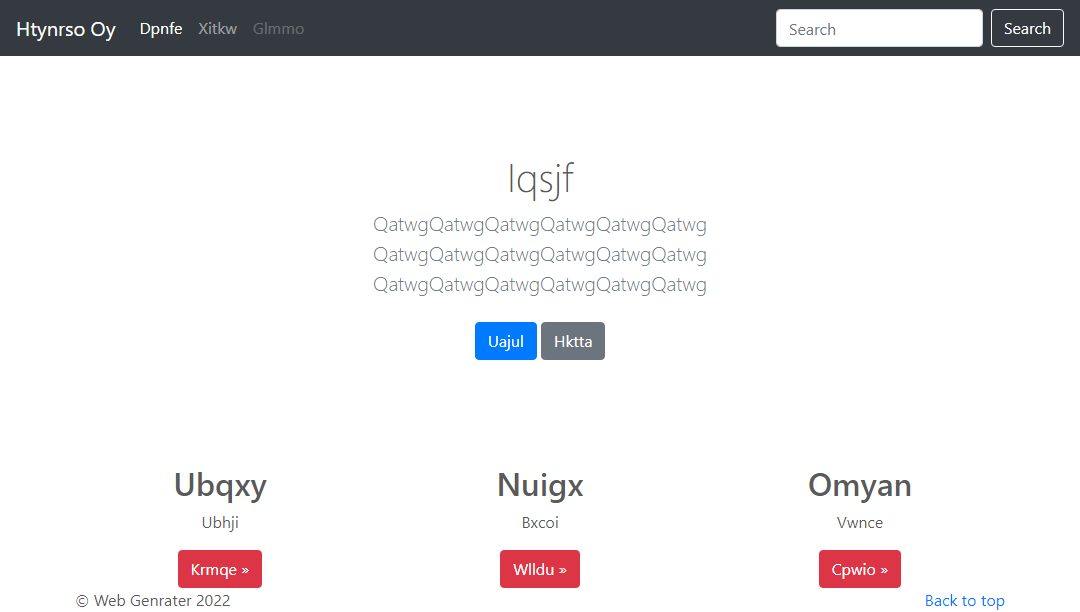 Htynrso Oy Dpnfe Xitkw Glmmo Search Search
Iqsjf
QatwgQatwgQatwgQatwgQatwgQatwg
QatwgQatwgQatwgQatwgQatwgQatwg
QatwgQatwgQatwgQatwgQatwgQatwg
Uajul Hktta
Ubqxy Nuigx Omyan
Ubhji Bxcoi Vwnce
Krmqe » Wlldu » Cpwio »
© Web Genrater 2022 Back to top